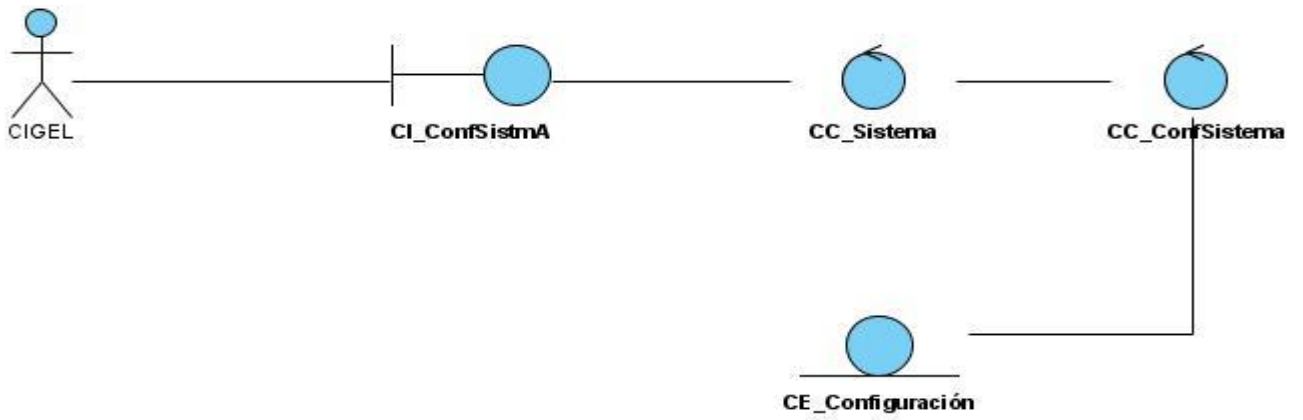 CIGEL
CI_ConfSistmA
CC_Sistema
CC_ConfSistema
CE_Configuración